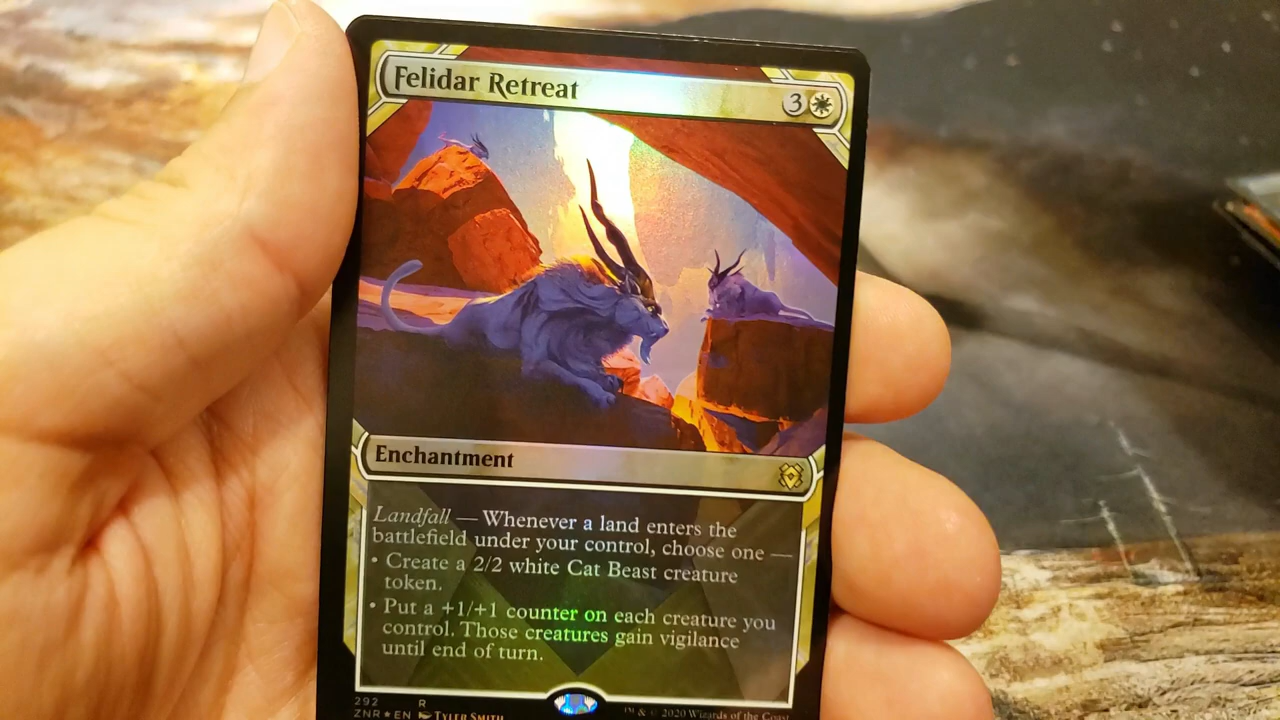 Felidar Retreat 3
Enchantment
Landfall — Whenever a land enters the
battlefield under your control, choose one —
• Create a 2/2 white Cat Beast creature
token.
• Put a +1/+1 counter on each creature you
control. Those creatures gain vigilance
until end of turn.
292 R
ZNR ★ EN Tyler Smith ™ & © 2020 Wizards of the Coast